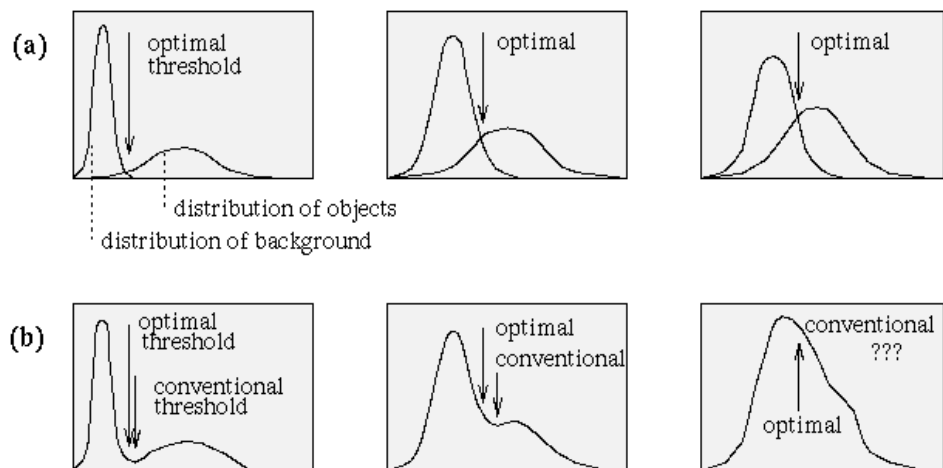 (a)
optimal
threshold
optimal
optimal
distribution of objects
distribution of background
(b)
optimal
threshold
conventional
threshold
optimal
conventional
conventional
???
optimal